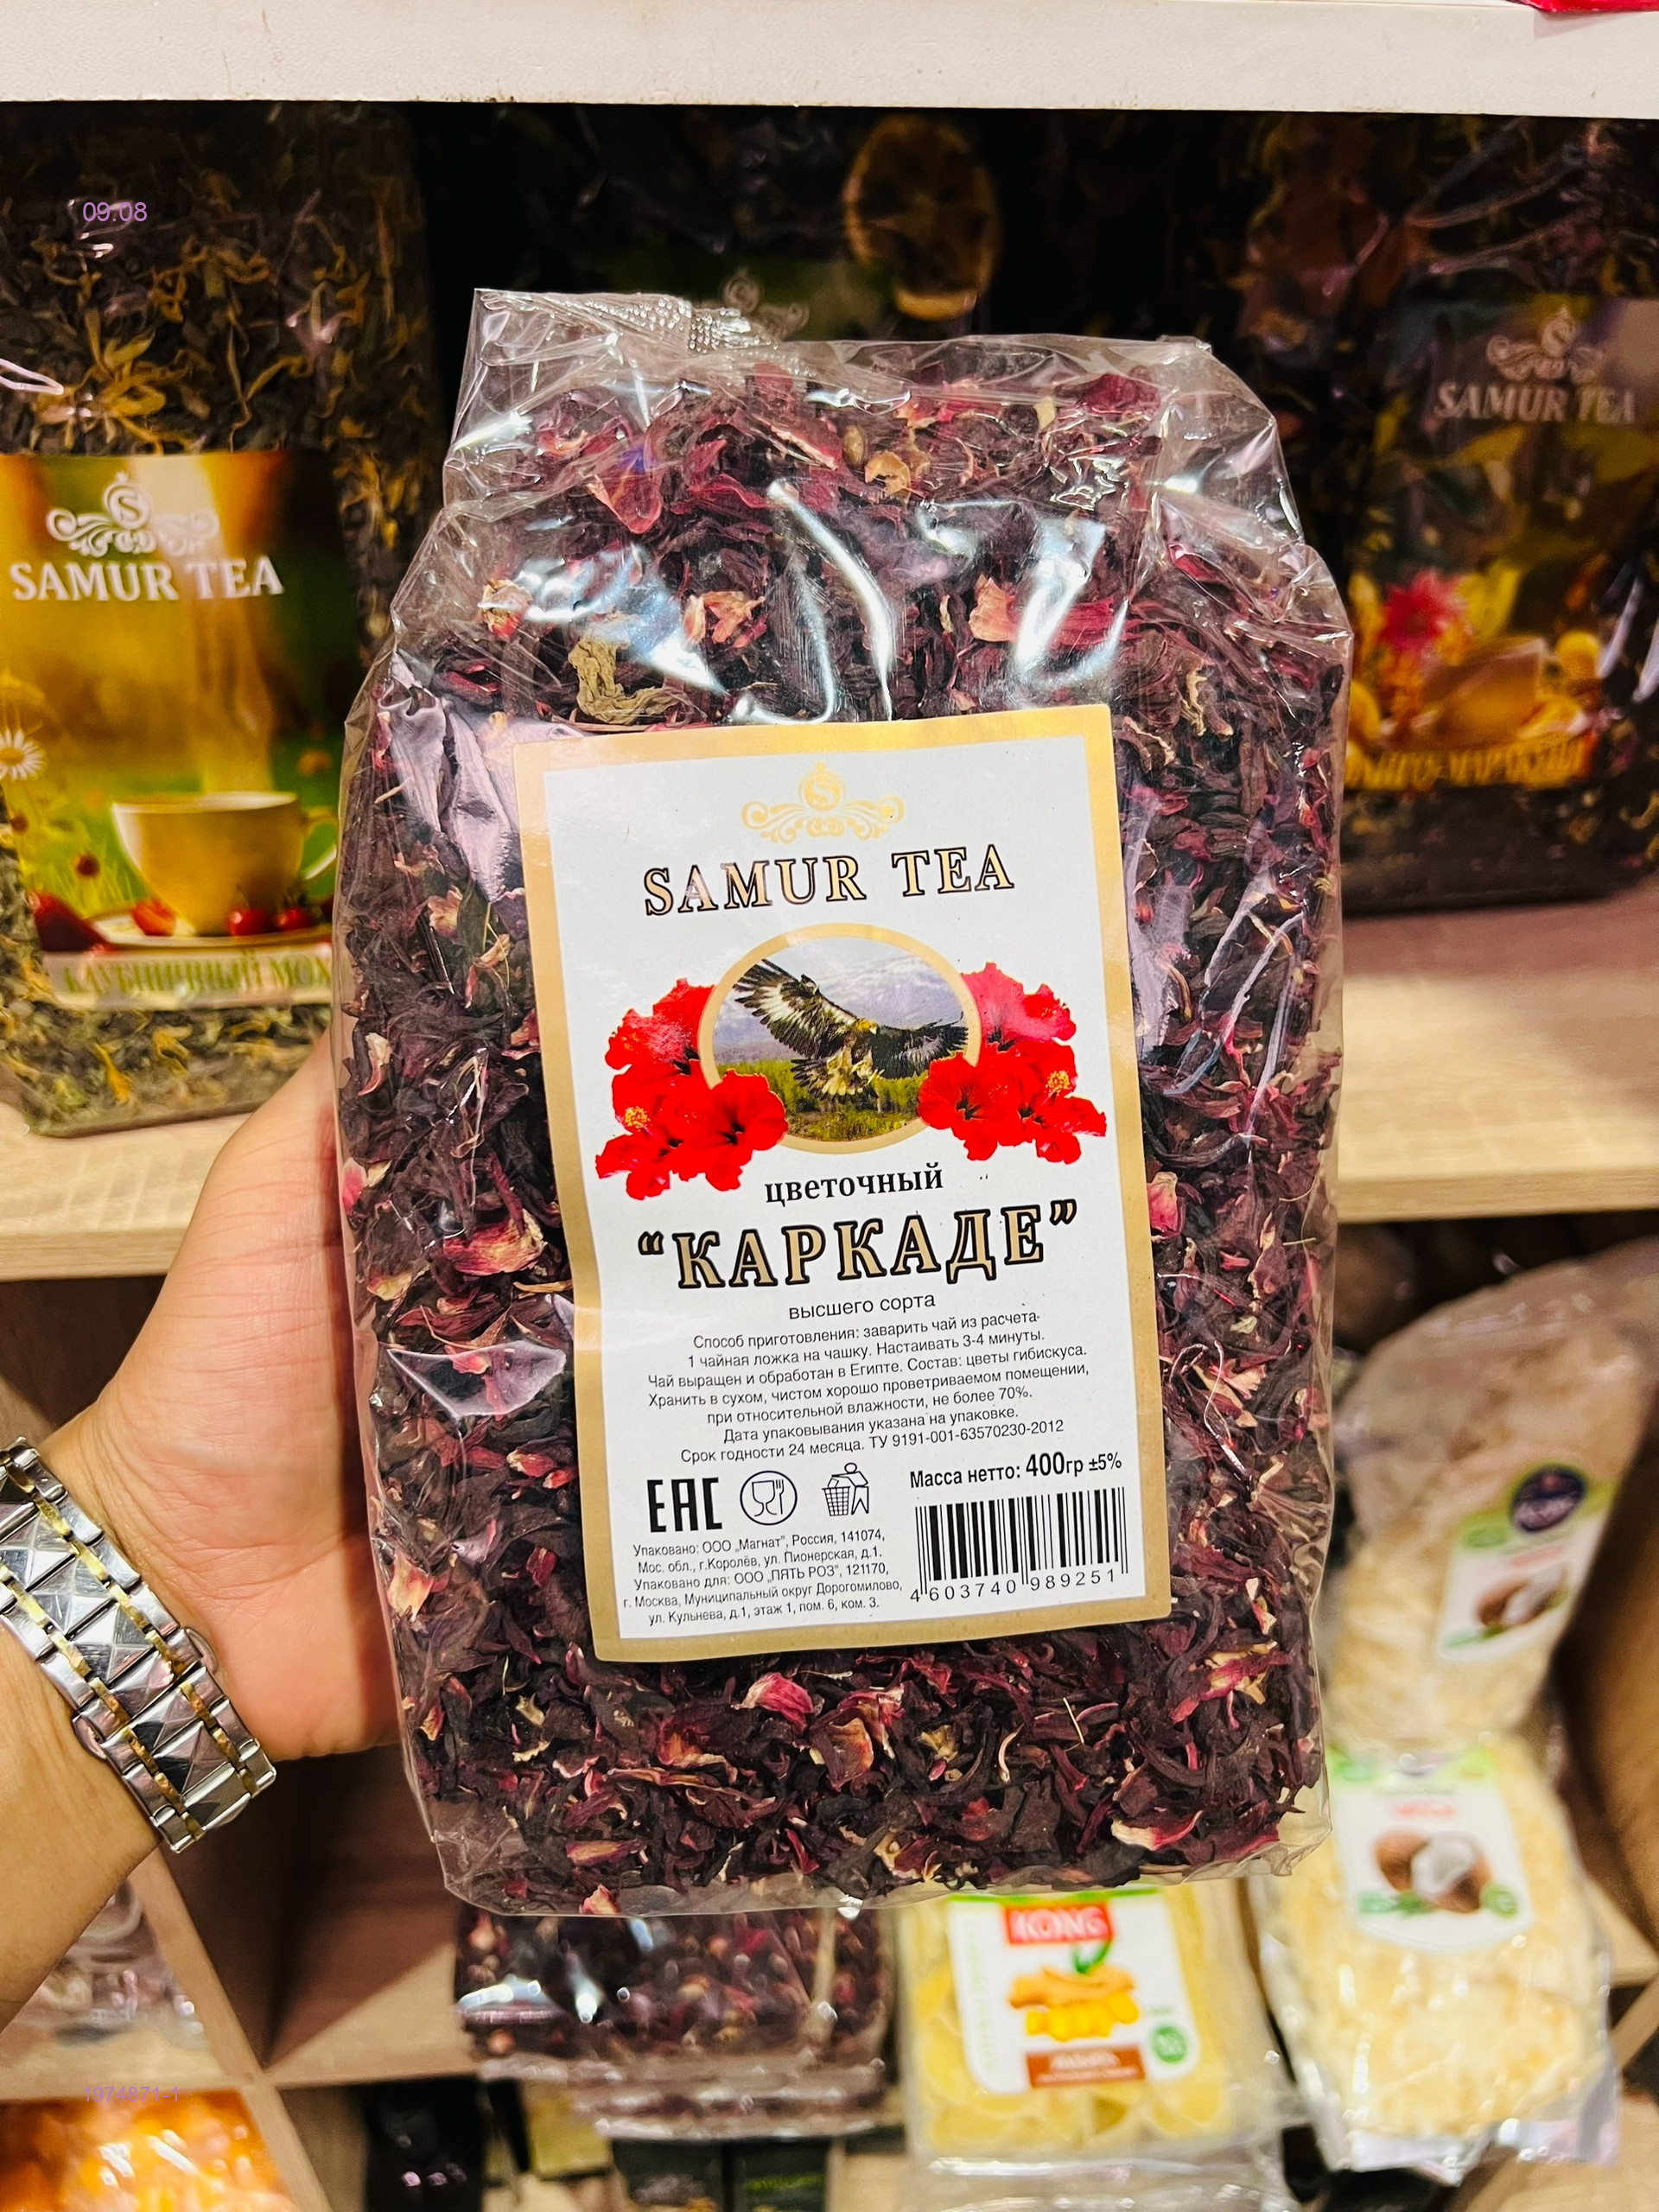 09.08
SAMUR TEA
SAMUR TEA
КЛУБНИЧНЫЙ
SAMUR TEA
цветочный
“КАРКАДЕ”
высшего сорта
Способ приготовления: заварить чай из расчета
1 чайная ложка на чашку. Настаивать 3-4 минуты.
Чай выращен и обработан в Египте. Состав: цветы гибискуса.
Хранить в сухом, чистом хорошо проветриваемом помещении,
при относительной влажности, не более 70%.
Дата упаковывания указана на упаковке.
Срок годности 24 месяца. ТУ 9191-001-63570230-2012
EAC
Масса нетто: 400гр ±5%
Упаковано: ООО „Магнат”, Россия, 141074,
Мос. обл., г.Королёв, ул. Пионерская, д.1.
Упаковано для: ООО „ПЯТЬ РОЗ”, 121170,
г. Москва, Муниципальный округ Дорогомилово,
ул. Кульнева, д.1, этаж 1, пом. 6, ком. 3.
4 603740 989251
KONG
1974871-1